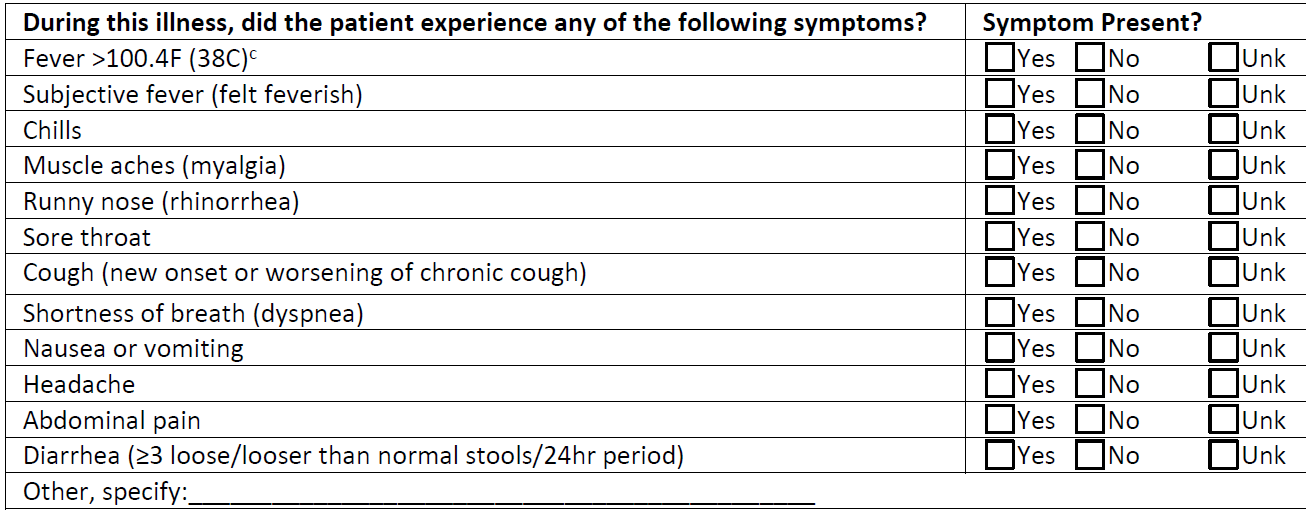 During this illness, did the patient experience any of the following symptoms? Symptom Present?
Fever >100.4F (38C)ᶜ Yes No Unk
Subjective fever (felt feverish) Yes No Unk
Chills Yes No Unk
Muscle aches (myalgia) Yes No Unk
Runny nose (rhinorrhea) Yes No Unk
Sore throat Yes No Unk
Cough (new onset or worsening of chronic cough) Yes No Unk
Shortness of breath (dyspnea) Yes No Unk
Nausea or vomiting Yes No Unk
Headache Yes No Unk
Abdominal pain Yes No Unk
Diarrhea (≥3 loose/looser than normal stools/24hr period) Yes No Unk
Other, specify:_____________________________________________